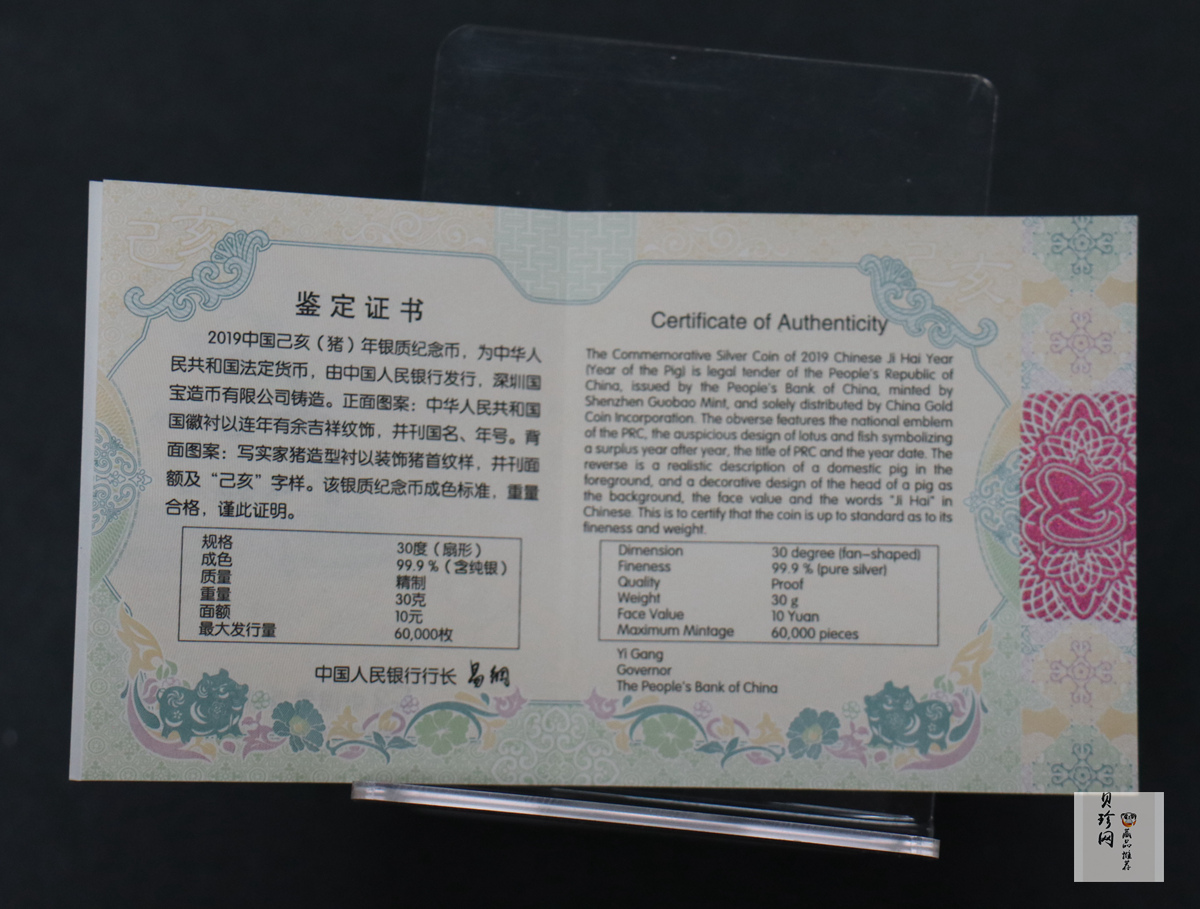 己亥
鉴定证书
2019中国己亥（猪）年银质纪念币，为中华人
民共和国法定货币，由中国人民银行发行，深圳国
宝造币有限公司铸造。正面图案：中华人民共和国
国徽衬以连年有余吉祥纹饰，并刊国名、年号。背
面图案：写实家猪造型衬以装饰猪首纹样，并刊面
额及“己亥”字样。该银质纪念币成色标准，重量
合格，谨此证明。
规格 30度（扇形）
成色 99.9％（含纯银）
质量 精制
重量 30克
面额 10元
最大发行量 60,000枚
中国人民银行行长 易纲
己亥
Certificate of Authenticity
The Commemorative Silver Coin of 2019 Chinese Ji Hai Year
(Year of the Pig) is legal tender of the People's Republic of
China, issued by the People's Bank of China, minted by
Shenzhen Guobao Mint, and solely distributed by China Gold
Coin Incorporation. The obverse features the national emblem
of the PRC, the auspicious design of lotus and fish symbolizing
a surplus year after year, the title of PRC and the year date. The
reverse is a realistic description of a domestic pig in the
foreground, and a decorative design of the head of a pig as
the background, the face value and the words "Ji Hai" in
Chinese. This is to certify that the coin is up to standard as to its
fineness and weight.
Dimension 30 degree (fan-shaped)
Fineness 99.9 % (pure silver)
Quality Proof
Weight 30 g
Face Value 10 Yuan
Maximum Mintage 60,000 pieces
Yi Gang
Governor
The People's Bank of China
贝珍网
藏品推荐